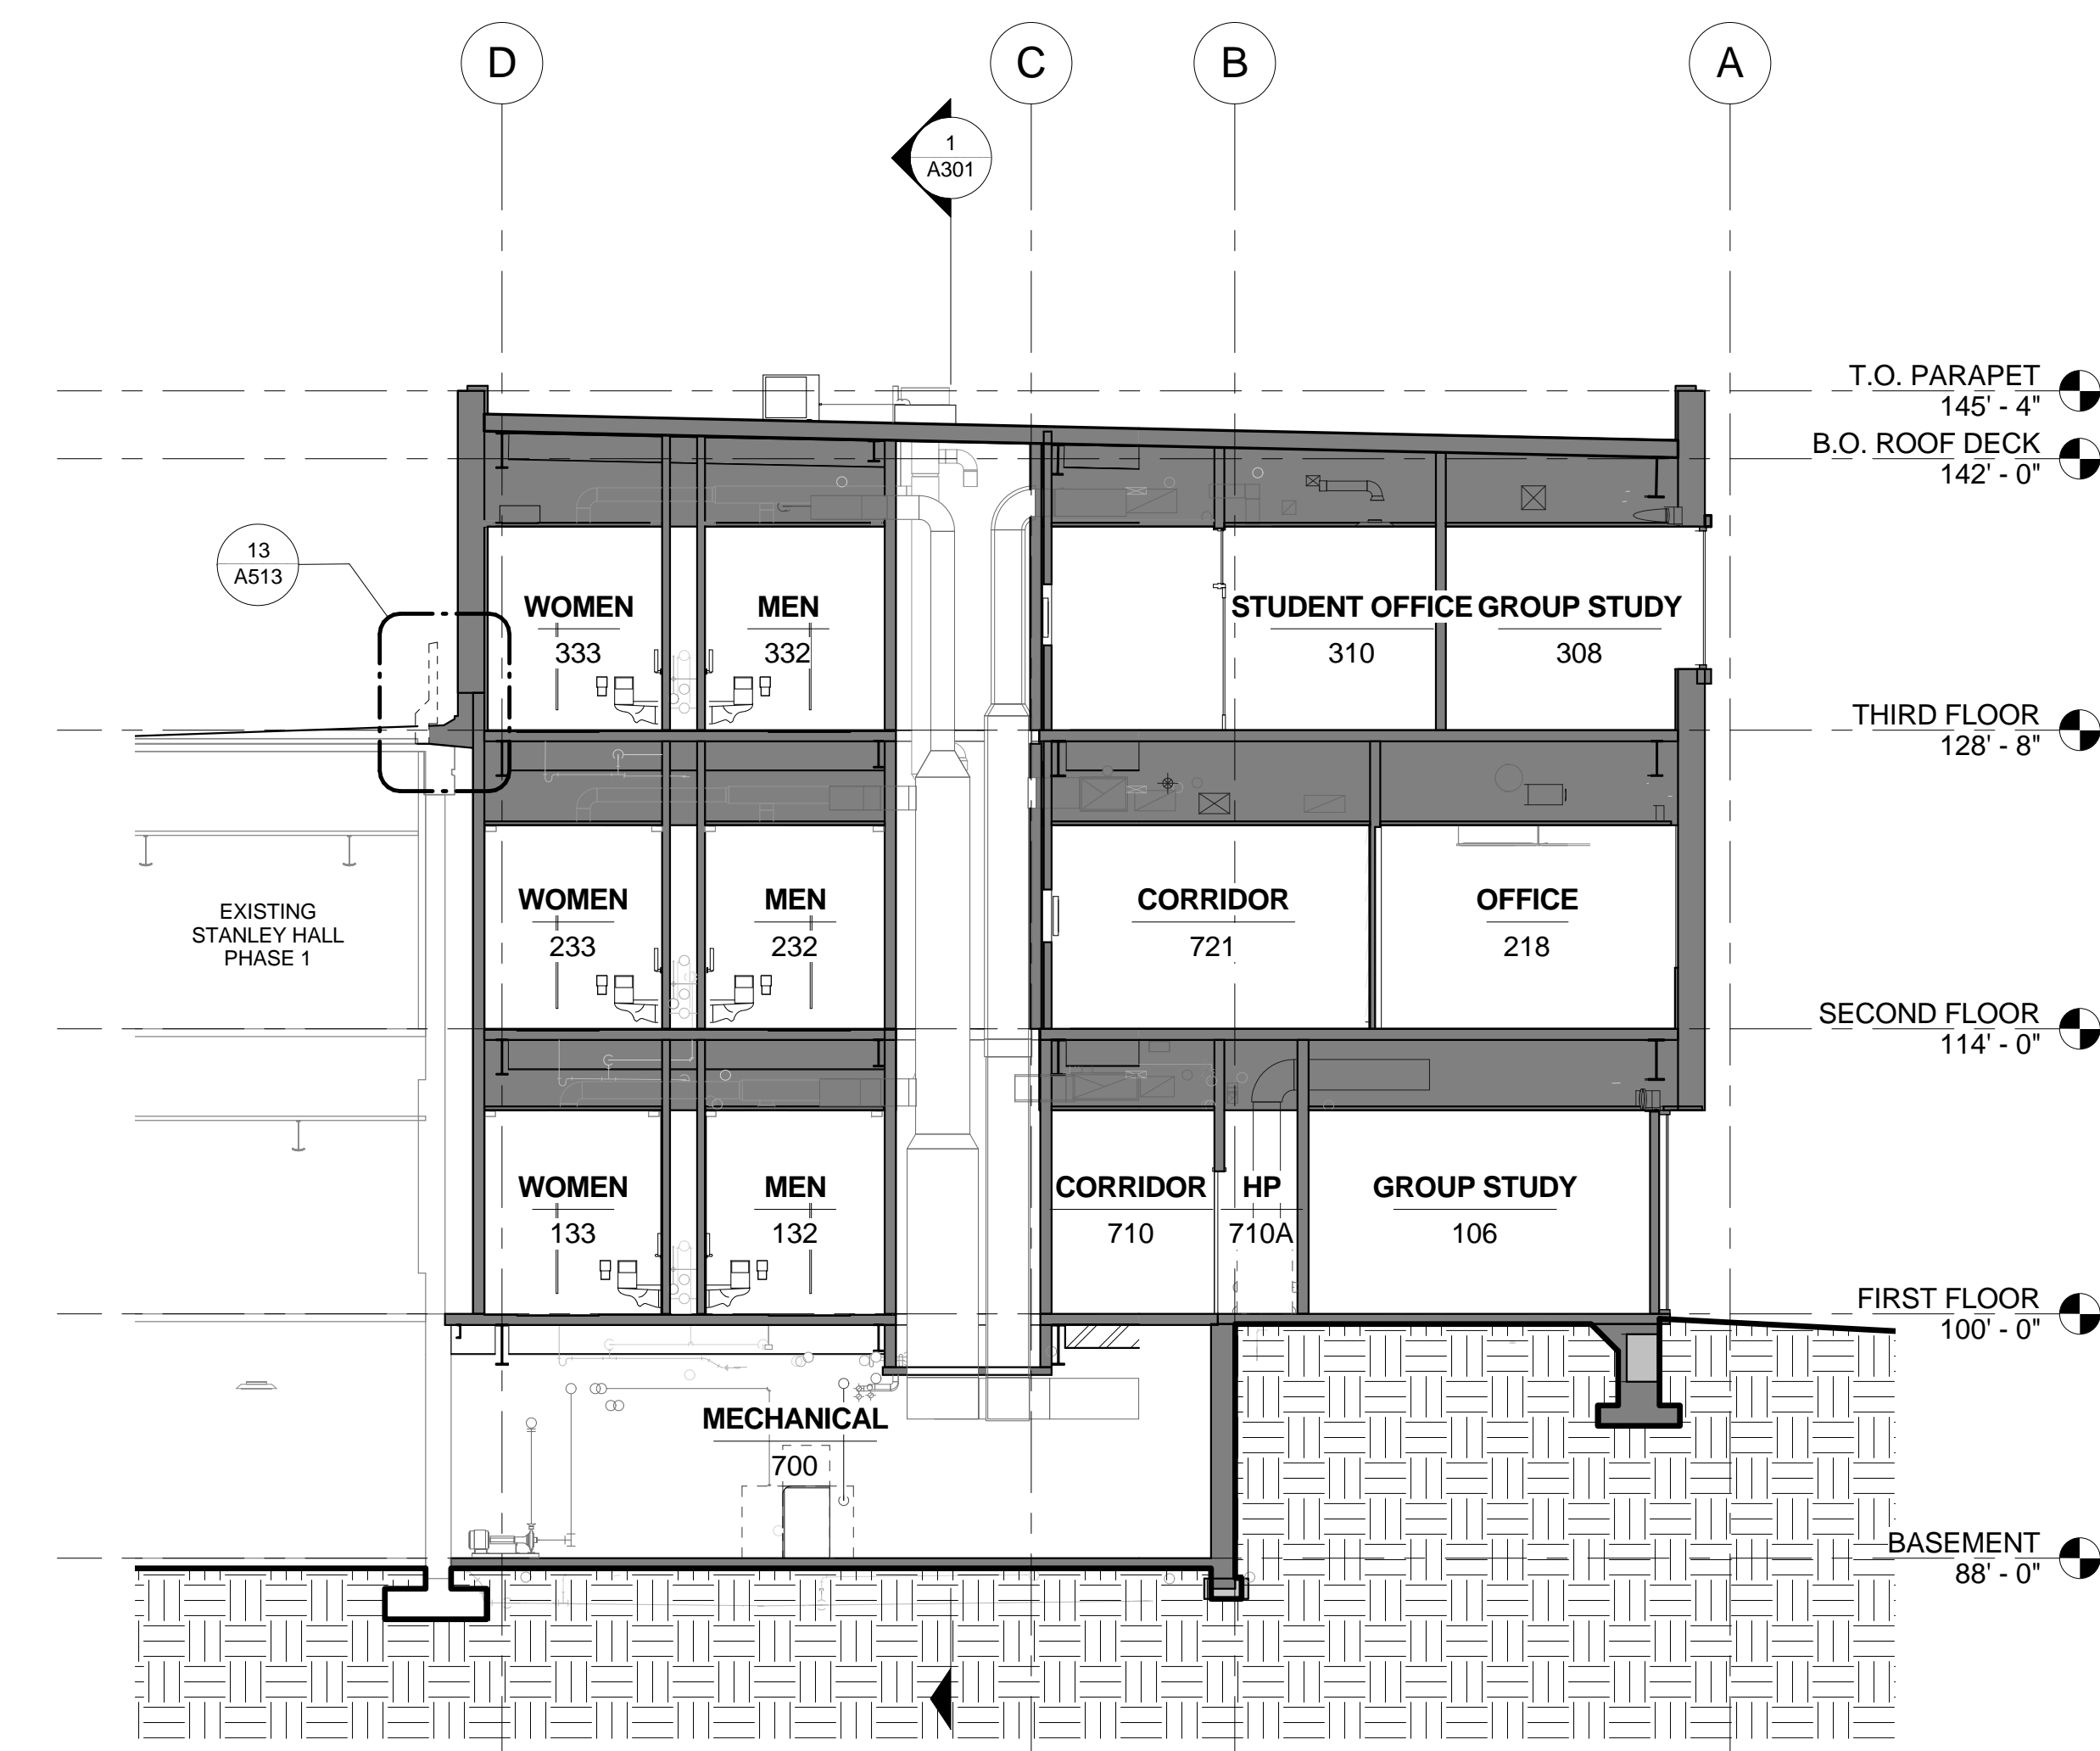 D
C
B
A
1
A301
T.O. PARAPET
145' - 4"
B.O. ROOF DECK
142' - 0"
13
A513
WOMEN
333
MEN
332
STUDENT OFFICE
310
GROUP STUDY
308
THIRD FLOOR
128' - 8"
EXISTING
STANLEY HALL
PHASE 1
WOMEN
233
MEN
232
CORRIDOR
721
OFFICE
218
SECOND FLOOR
114' - 0"
WOMEN
133
MEN
132
CORRIDOR
710
HP
710A
GROUP STUDY
106
FIRST FLOOR
100' - 0"
MECHANICAL
700
BASEMENT
88' - 0"